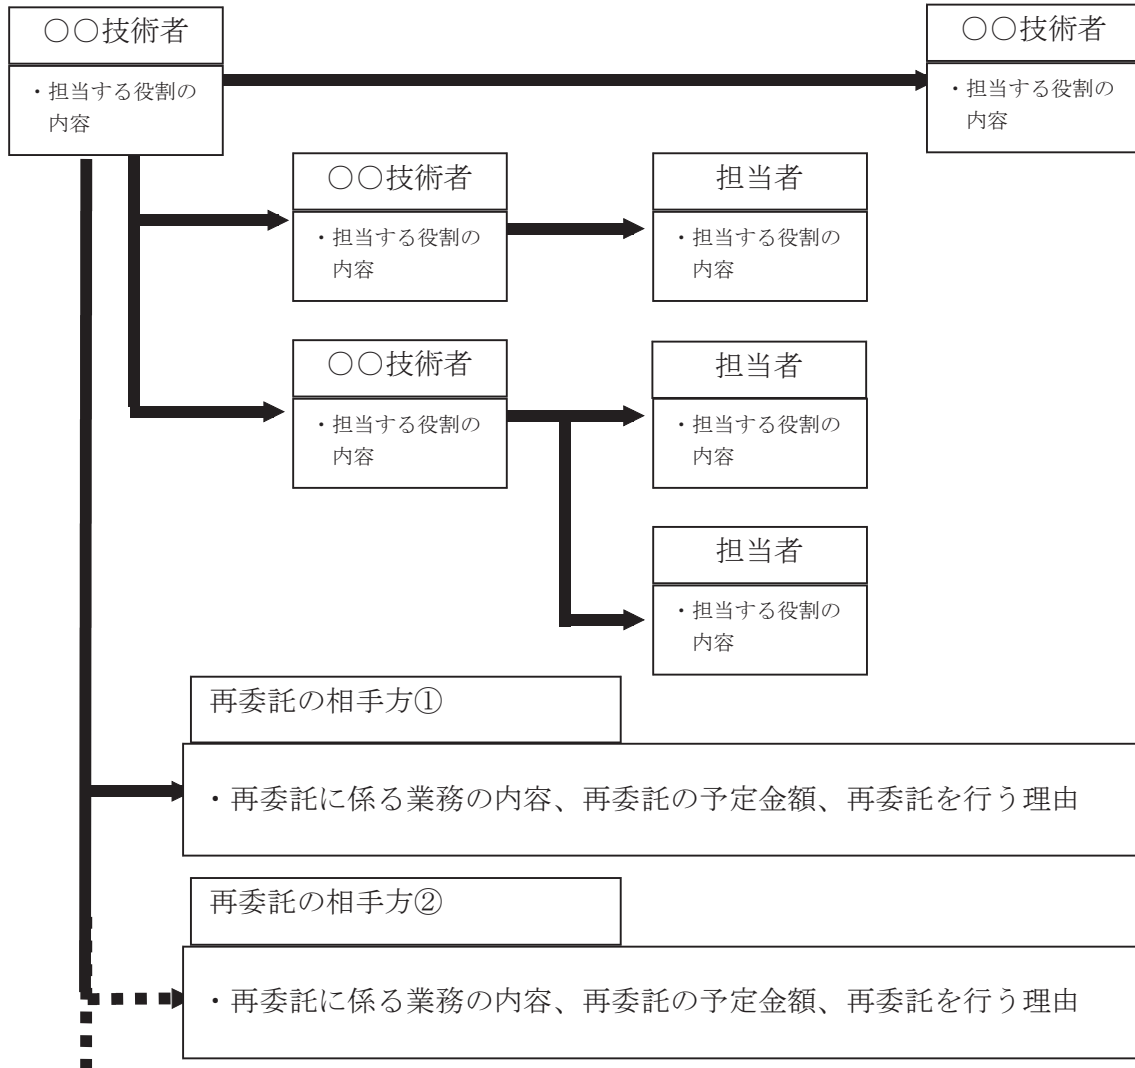 〇〇技術者
・担当する役割の
内容
〇〇技術者
・担当する役割の
内容
〇〇技術者
・担当する役割の
内容
担当者
・担当する役割の
内容
〇〇技術者
・担当する役割の
内容
担当者
・担当する役割の
内容
担当者
・担当する役割の
内容
再委託の相手方①
・再委託に係る業務の内容、再委託の予定金額、再委託を行う理由
再委託の相手方②
・再委託に係る業務の内容、再委託の予定金額、再委託を行う理由